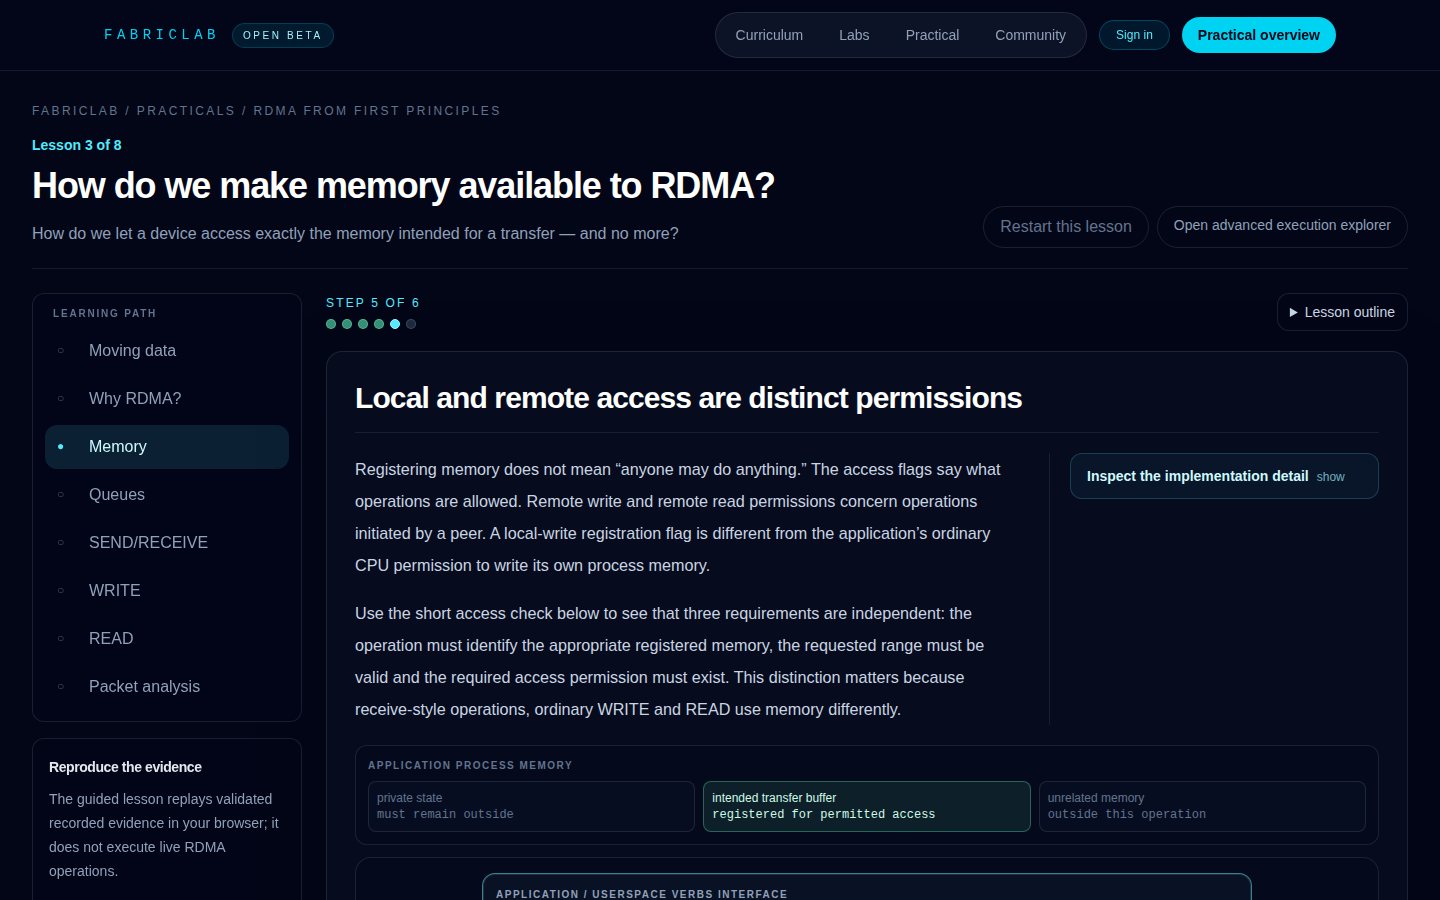 FABRICLAB
OPEN BETA
Curriculum
Labs
Practical
Community
Sign in
Practical overview
FABRICLAB / PRACTICALS / RDMA FROM FIRST PRINCIPLES
Lesson 3 of 8
How do we make memory available to RDMA?
How do we let a device access exactly the memory intended for a transfer — and no more?
Restart this lesson
Open advanced execution explorer
LEARNING PATH
Moving data
Why RDMA?
Memory
Queues
SEND/RECEIVE
WRITE
READ
Packet analysis
Reproduce the evidence
The guided lesson replays validated
recorded evidence in your browser; it
does not execute live RDMA
operations.
STEP 5 OF 6
Lesson outline
Local and remote access are distinct permissions
Registering memory does not mean “anyone may do anything.” The access flags say what
operations are allowed. Remote write and remote read permissions concern operations
initiated by a peer. A local-write registration flag is different from the application’s ordinary
CPU permission to write its own process memory.
Use the short access check below to see that three requirements are independent: the
operation must identify the appropriate registered memory, the requested range must be
valid and the required access permission must exist. This distinction matters because
receive-style operations, ordinary WRITE and READ use memory differently.
Inspect the implementation detail show
APPLICATION PROCESS MEMORY
private state
must remain outside
intended transfer buffer
registered for permitted access
unrelated memory
outside this operation
APPLICATION / USERSPACE VERBS INTERFACE